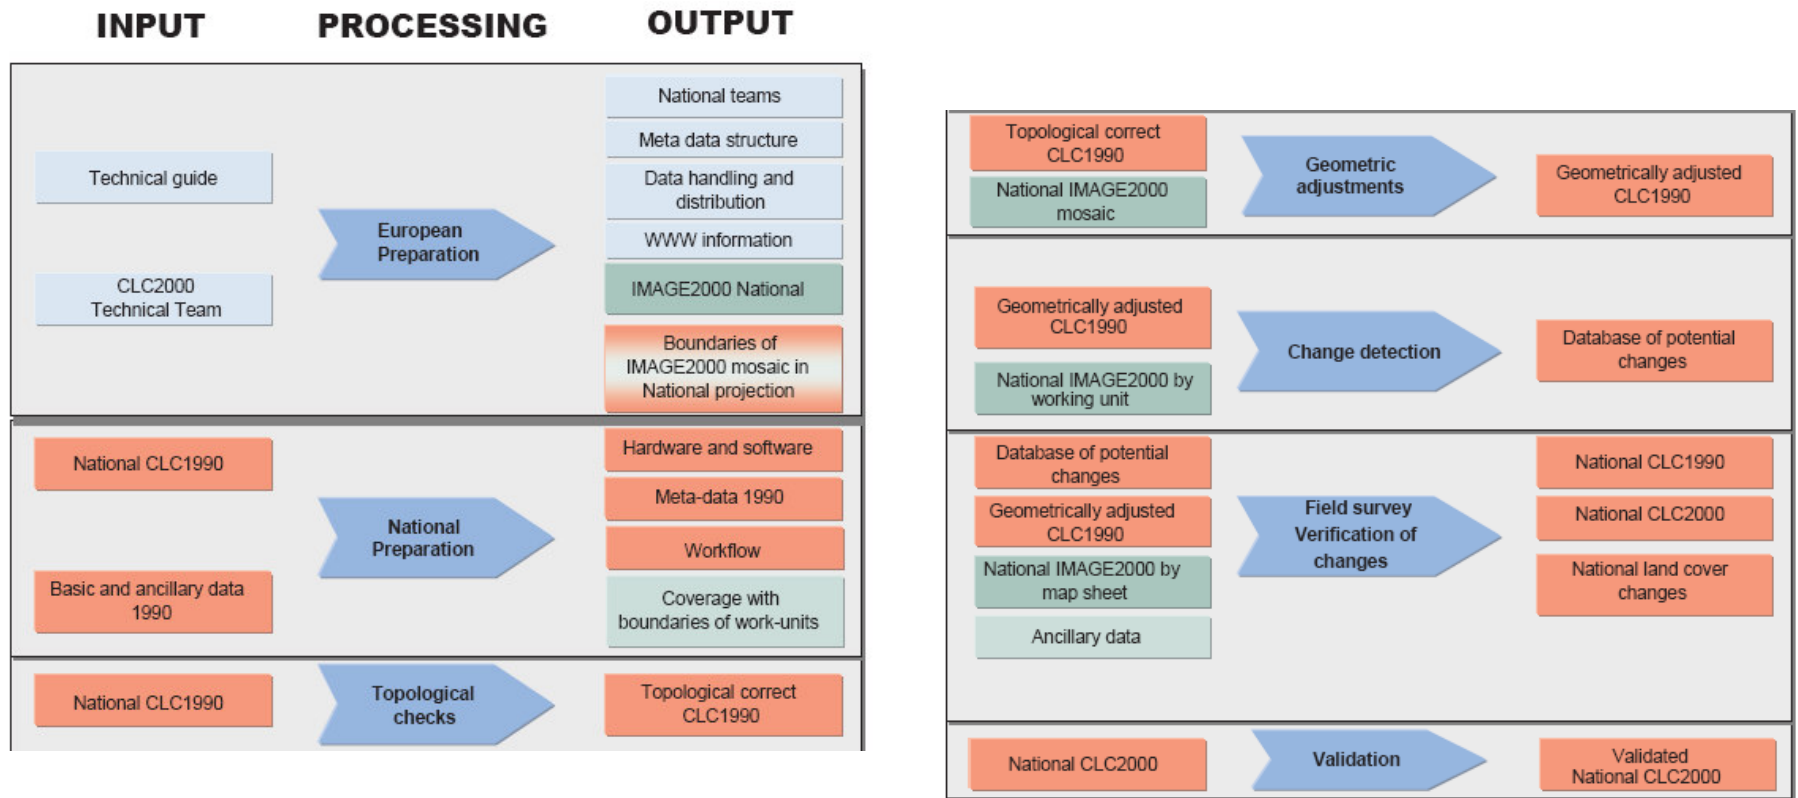 INPUT
PROCESSING
OUTPUT
Technical guide
CLC2000
Technical Team
European
Preparation
National teams
Meta data structure
Data handling and
distribution
WWW information
IMAGE2000 National
Boundaries of
IMAGE2000 mosaic in
National projection
National CLC1990
Basic and ancillary data
1990
National
Preparation
Hardware and software
Meta-data 1990
Workflow
Coverage with
boundaries of work-units
National CLC1990
Topological
checks
Topological correct
CLC1990
Topological correct
CLC1990
National IMAGE2000
mosaic
Geometric
adjustments
Geometrically adjusted
CLC1990
Geometrically adjusted
CLC1990
National IMAGE2000 by
working unit
Change detection
Database of potential
changes
Database of potential
changes
Geometrically adjusted
CLC1990
National IMAGE2000 by
map sheet
Ancillary data
Field survey
Verification of
changes
National CLC1990
National CLC2000
National land cover
changes
National CLC2000
Validation
Validated
National CLC2000